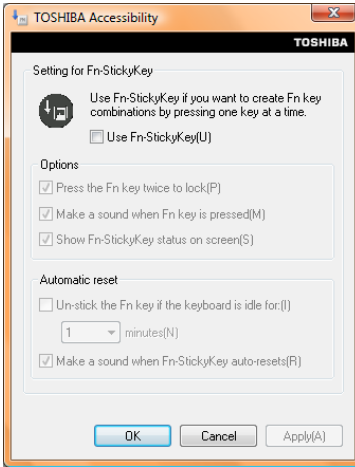 TOSHIBA Accessibility
TOSHIBA
Setting for Fn-StickyKey
Use Fn-StickyKey if you want to create Fn key
combinations by pressing one key at a time.
Use Fn-StickyKey(U)
Options
Press the Fn key twice to lock(P)
Make a sound when Fn key is pressed(M)
Show Fn-StickyKey status on screen(S)
Automatic reset
Un-stick the Fn key if the keyboard is idle for:(I)
1 minutes(N)
Make a sound when Fn-StickyKey auto-resets(R)
OK Cancel Apply(A)